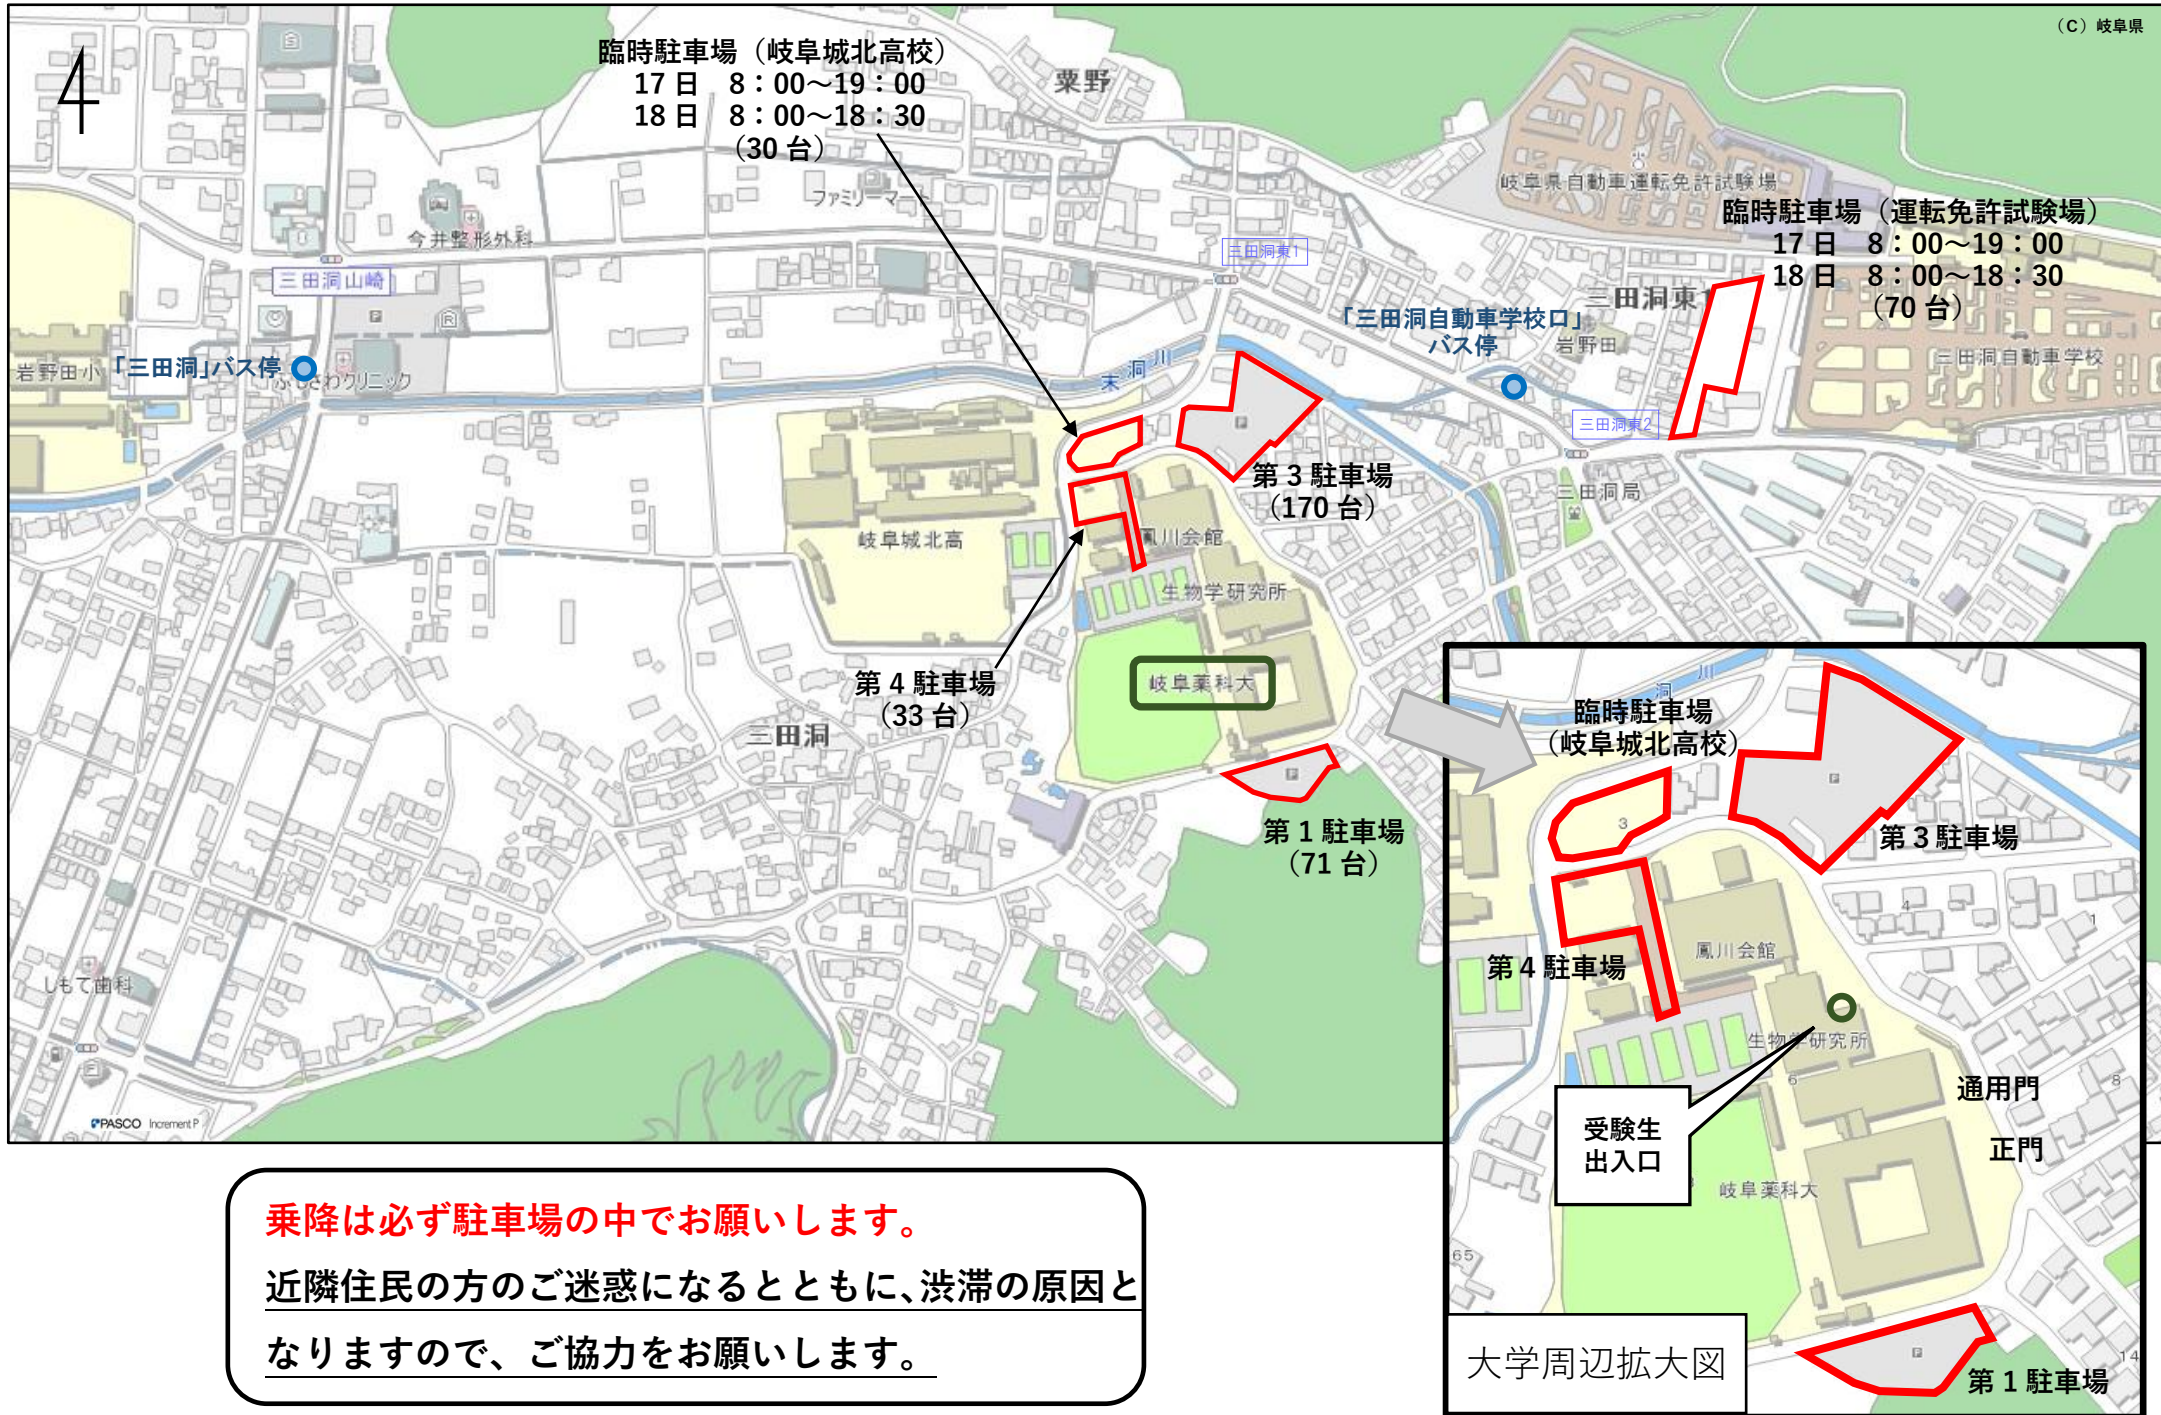 （C）岐阜県
臨時駐車場（岐阜城北高校）
17日　8：00～19：00
18日　8：00～18：30
（30台）
粟野
ファミリーマート
今井整形外科
三田洞山崎
三田洞東1
岐阜県自動車運転免許試験場
臨時駐車場（運転免許試験場）
17日　8：00～19：00
18日　8：00～18：30
（70台）
三田洞東1
「三田洞自動車学校口」
バス停
岩野田
三田洞自動車学校
岩野田小
「三田洞」バス停
ふじさわクリニック
末洞川
三田洞東2
第3駐車場
（170台）
三田洞局
岐阜城北高
鳳川会館
生物学研究所
第4駐車場
（33台）
岐阜薬科大
三田洞
第1駐車場
（71台）
しもて歯科
PASCO Increment P
洞川
臨時駐車場
（岐阜城北高校）
3
第3駐車場
4
1
鳳川会館
第4駐車場
生物学研究所
6
通用門
8
受験生
出入口
正門
岐阜薬科大
65
14
大学周辺拡大図
第1駐車場
乗降は必ず駐車場の中でお願いします。
近隣住民の方のご迷惑になるとともに、渋滞の原因と
なりますので、ご協力をお願いします。